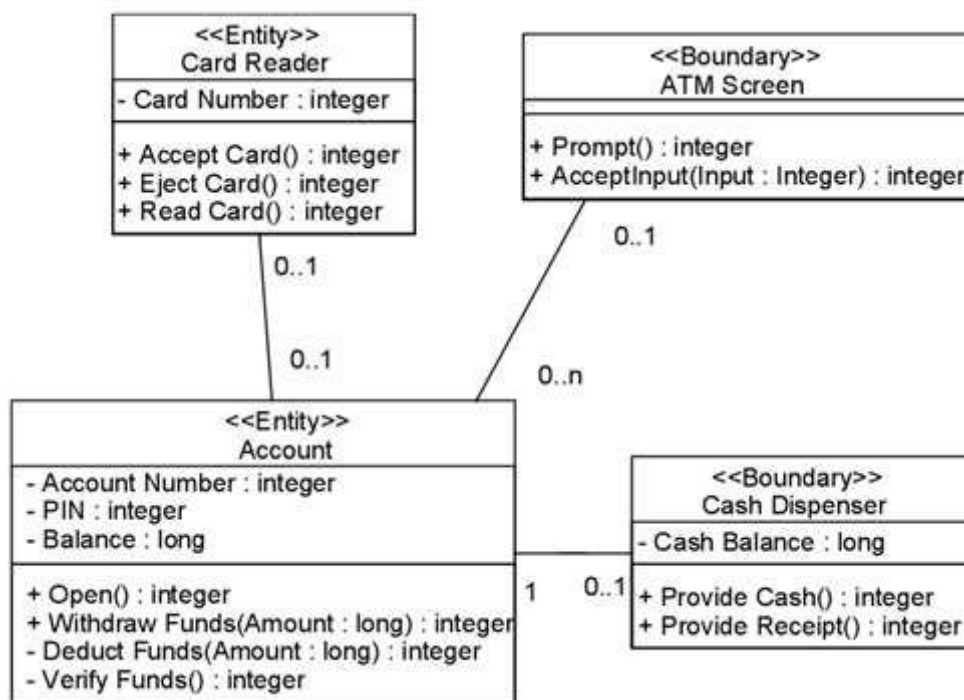 <<Entity>>
Card Reader
- Card Number : integer
+ Accept Card() : integer
+ Eject Card() : integer
+ Read Card() : integer
<<Boundary>>
ATM Screen
+ Prompt() : integer
+ AcceptInput(Input : Integer) : integer
0..1
0..1
0..1
0..n
<<Entity>>
Account
- Account Number : integer
- PIN : integer
- Balance : long
+ Open() : integer
+ Withdraw Funds(Amount : long) : integer
- Deduct Funds(Amount : long) : integer
- Verify Funds() : integer
1
0..1
<<Boundary>>
Cash Dispenser
- Cash Balance : long
+ Provide Cash() : integer
+ Provide Receipt() : integer